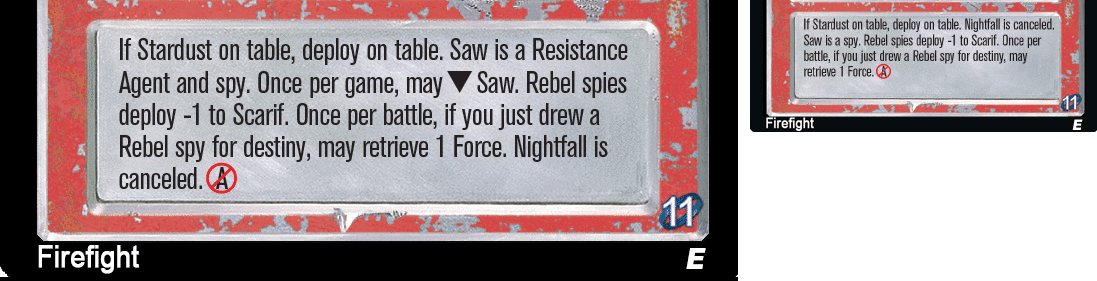 If Stardust on table, deploy on table. Saw is a Resistance
Agent and spy. Once per game, may ▼ Saw. Rebel spies
deploy -1 to Scarif. Once per battle, if you just drew a
Rebel spy for destiny, may retrieve 1 Force. Nightfall is
canceled. A
11
Firefight E
If Stardust on table, deploy on table. Nightfall is canceled.
Saw is a spy. Rebel spies deploy -1 to Scarif. Once per
battle, if you just drew a Rebel spy for destiny, may
retrieve 1 Force. A
11
Firefight E